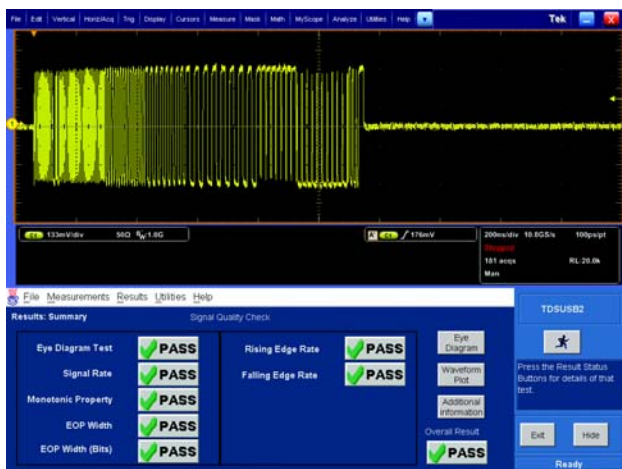 File Edit Vertical Horiz/Acq Trig Display Cursors Measure Mask Math MyScope Analyze Utilities Help Tek X
1
C1 133mV/div 50Ω BW:1.0G
A' C1 176mV
200ns/div 10.0GS/s 100ps/pt
Stopped
181 acqs RL:20.0k
Man
File Measurements Results Utilities Help
Results: Summary Signal Quality Check
Eye Diagram Test PASS
Signal Rate PASS
Monotonic Property PASS
EOP Width PASS
EOP Width (Bits) PASS
Rising Edge Rate PASS
Falling Edge Rate PASS
Eye Diagram
Waveform Plot
Additional Information
Overall Result
PASS
TDSUSB2
Press the Result Status
Buttons for details of that
test.
Exit Hide
Ready